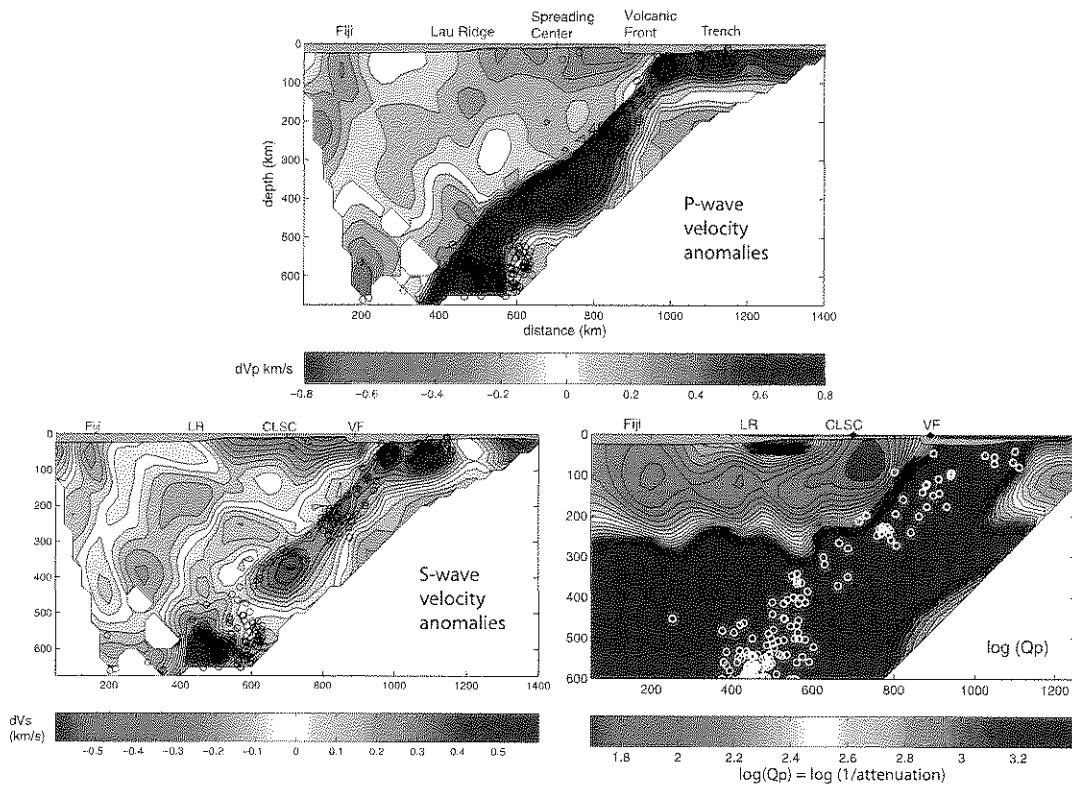 Fiji Lau Ridge Spreading Center Volcanic Front Trench
0
100
200
300
400
500
600
depth (km)
P-wave
velocity
anomalies
200 400 600 800 1000 1200 1400
distance (km)
dVp km/s
−0.8 −0.6 −0.4 −0.2 0 0.2 0.4 0.6 0.8
Fiji LR CLSC VF
0
100
200
300
400
500
600
S-wave
velocity
anomalies
200 400 600 800 1000 1200 1400
dVs
(km/s)
−0.5 −0.4 −0.3 −0.2 −0.1 0 0.1 0.2 0.3 0.4 0.5
Fiji LR CLSC VF
0
100
200
300
400
500
600
log (Qp)
200 400 600 800 1000 1200
1.8 2 2.2 2.4 2.6 2.8 3 3.2
log(Qp) = log (1/attenuation)